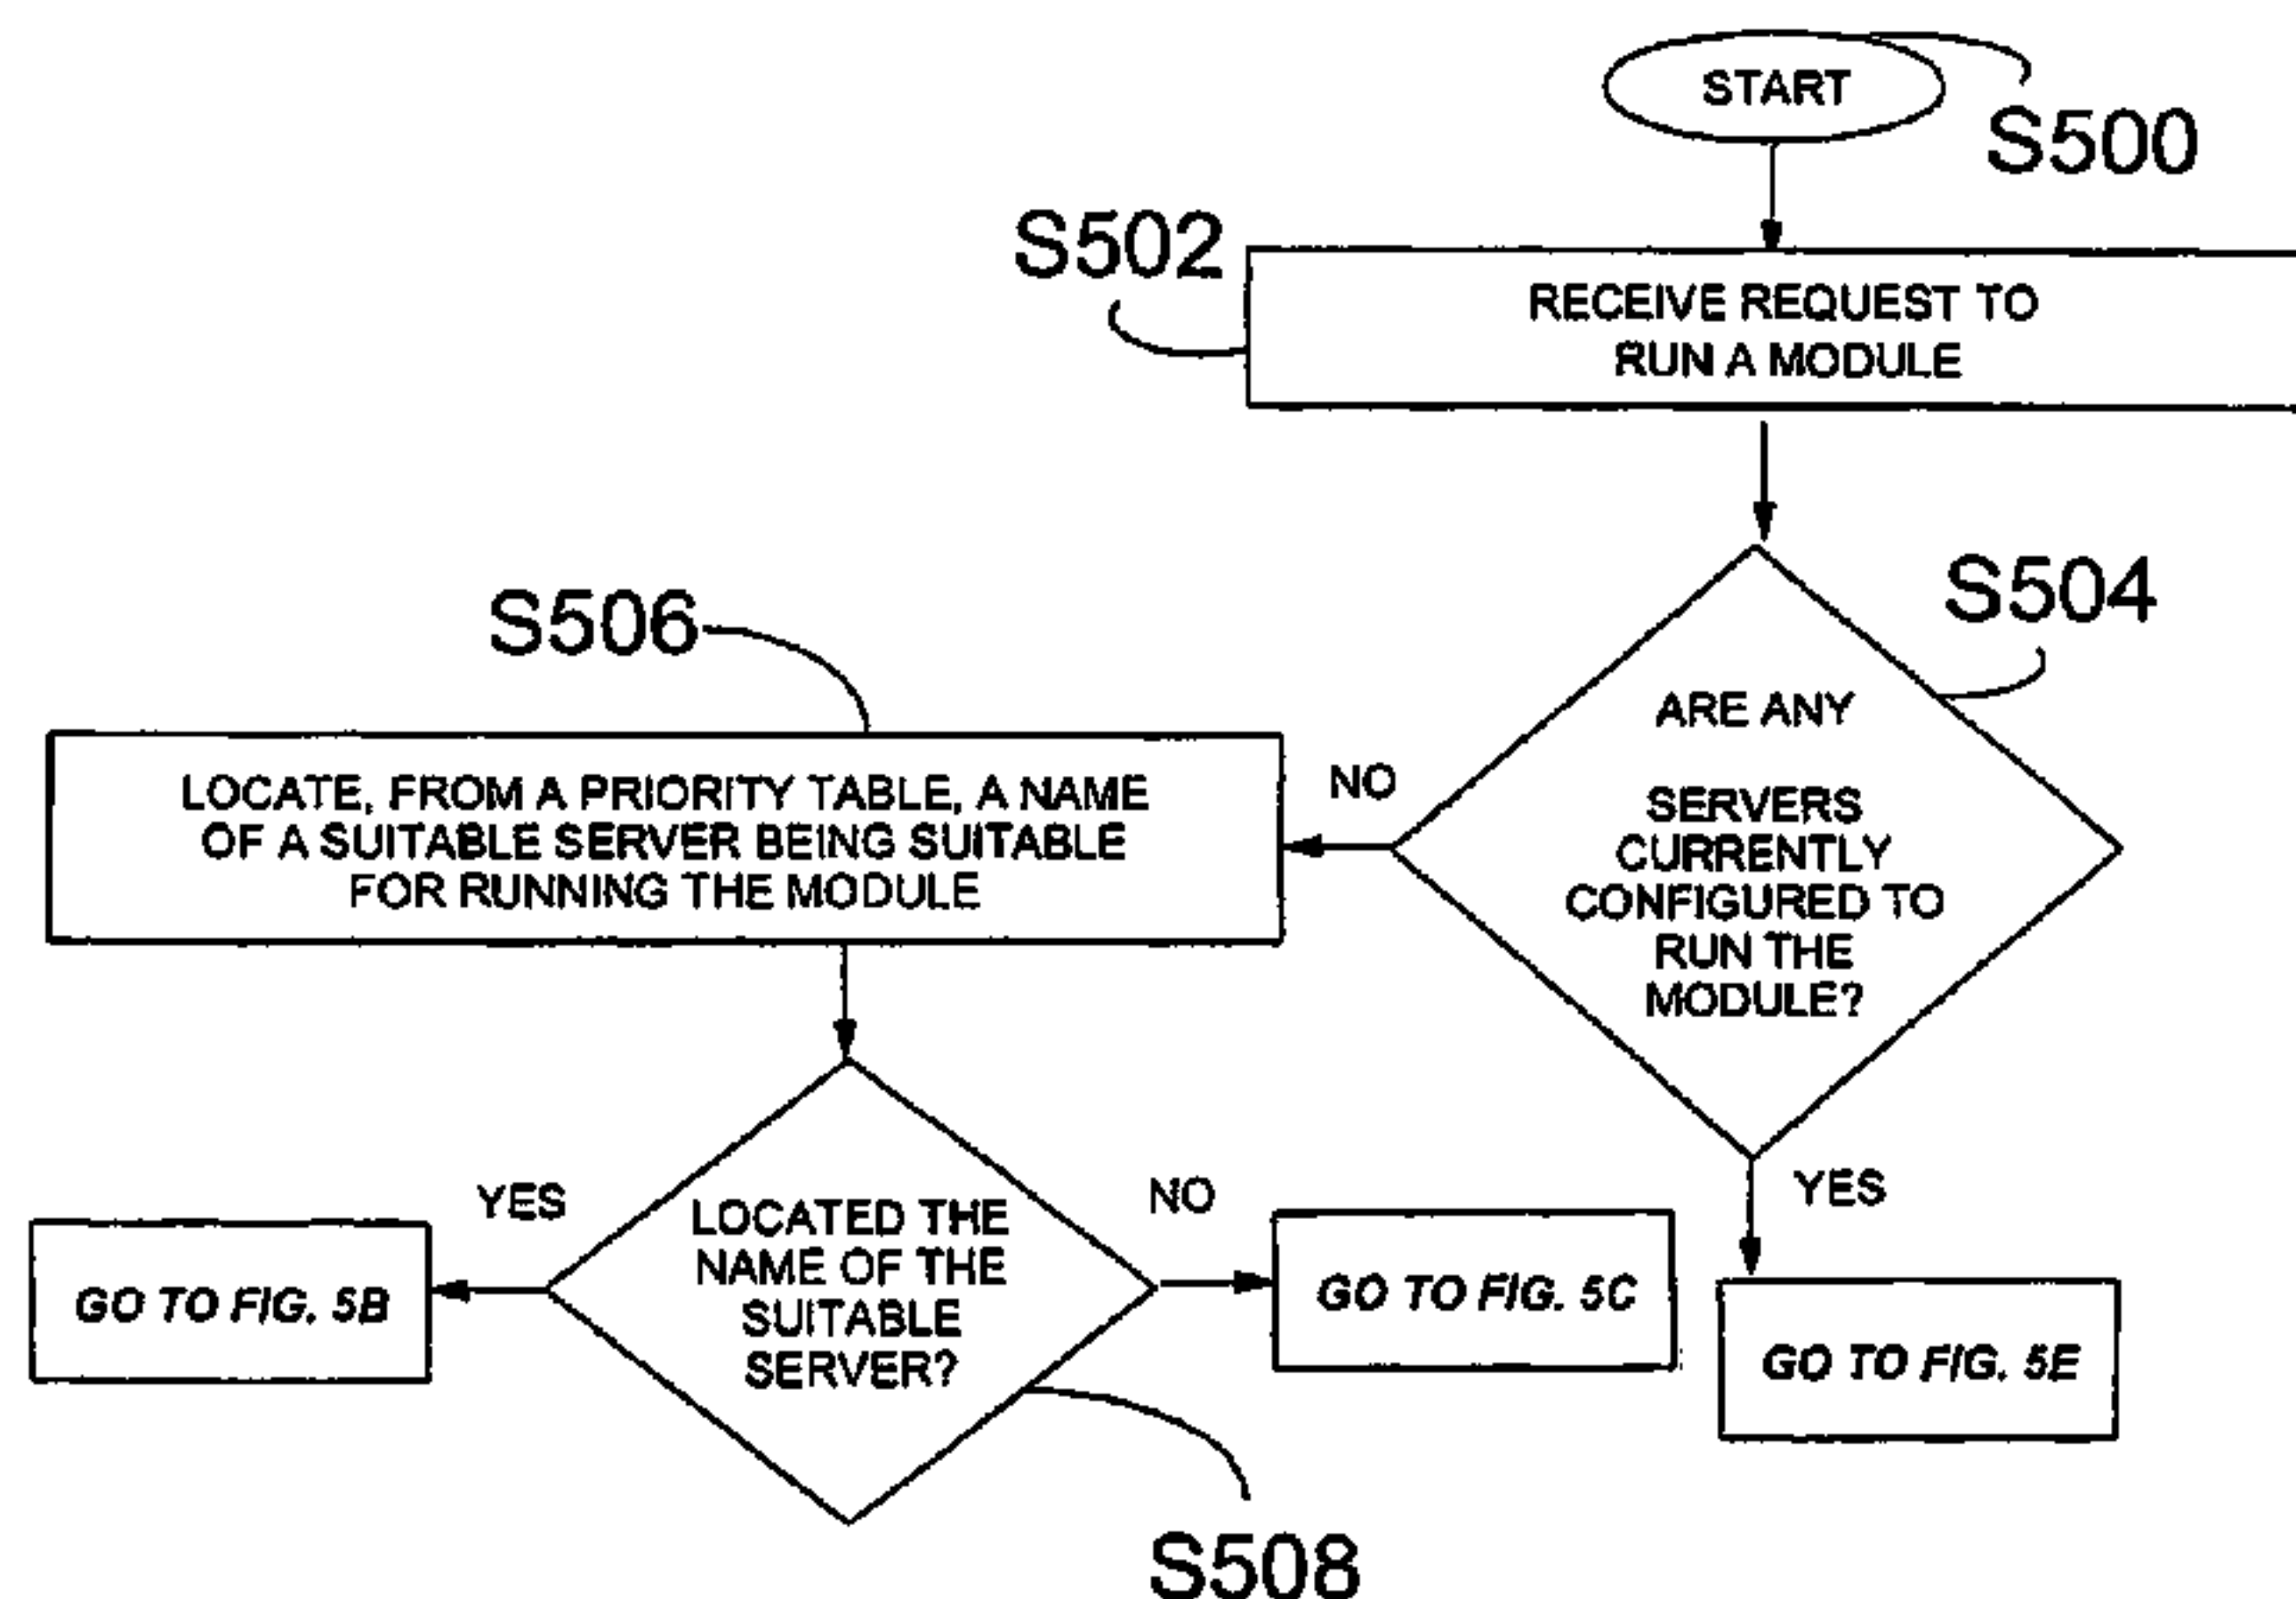 START
S500
S502
RECEIVE REQUEST TO
RUN A MODULE
S504
ARE ANY
SERVERS
CURRENTLY
CONFIGURED TO
RUN THE
MODULE?
NO
S506
LOCATE, FROM A PRIORITY TABLE, A NAME
OF A SUITABLE SERVER BEING SUITABLE
FOR RUNNING THE MODULE
YES
GO TO FIG. 5E
LOCATED THE
NAME OF THE
SUITABLE
SERVER?
S508
YES
GO TO FIG. 5B
NO
GO TO FIG. 5C